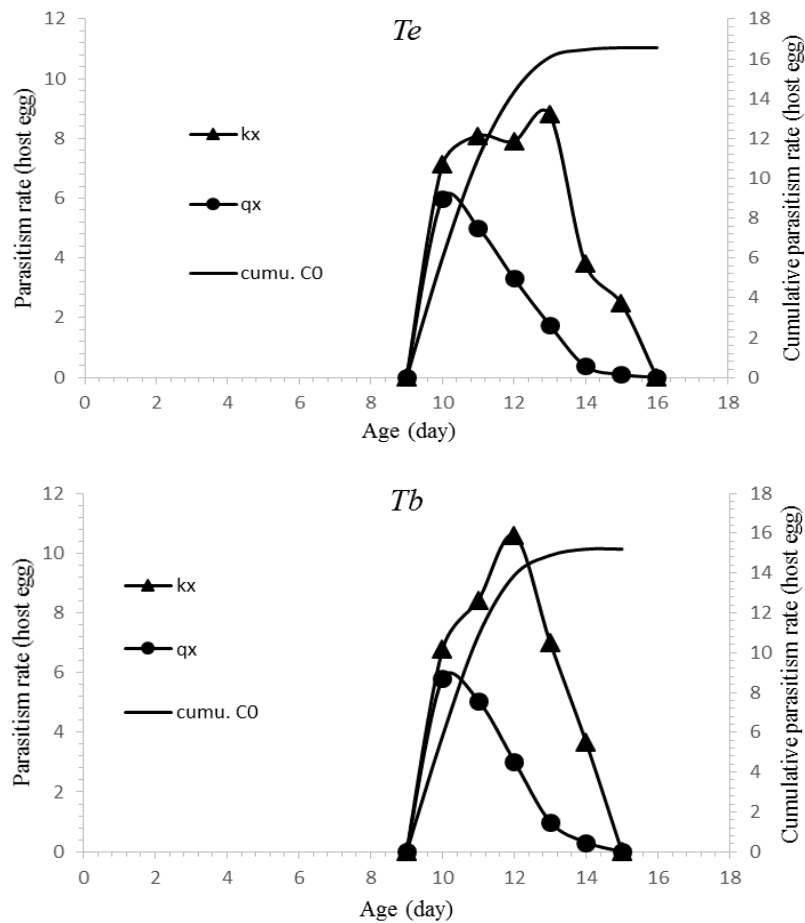 Te
12
10
8
6
4
2
0
Parasitism rate (host egg)
kx
qx
cumu. C0
18
16
14
12
10
8
6
4
2
0
Cumulative parasitism rate (host egg)
0 2 4 6 8 10 12 14 16 18
Age (day)
Tb
12
10
8
6
4
2
0
Parasitism rate (host egg)
kx
qx
cumu. C0
18
16
14
12
10
8
6
4
2
0
Cumulative parasitism rate (host egg)
0 2 4 6 8 10 12 14 16 18
Age (day)